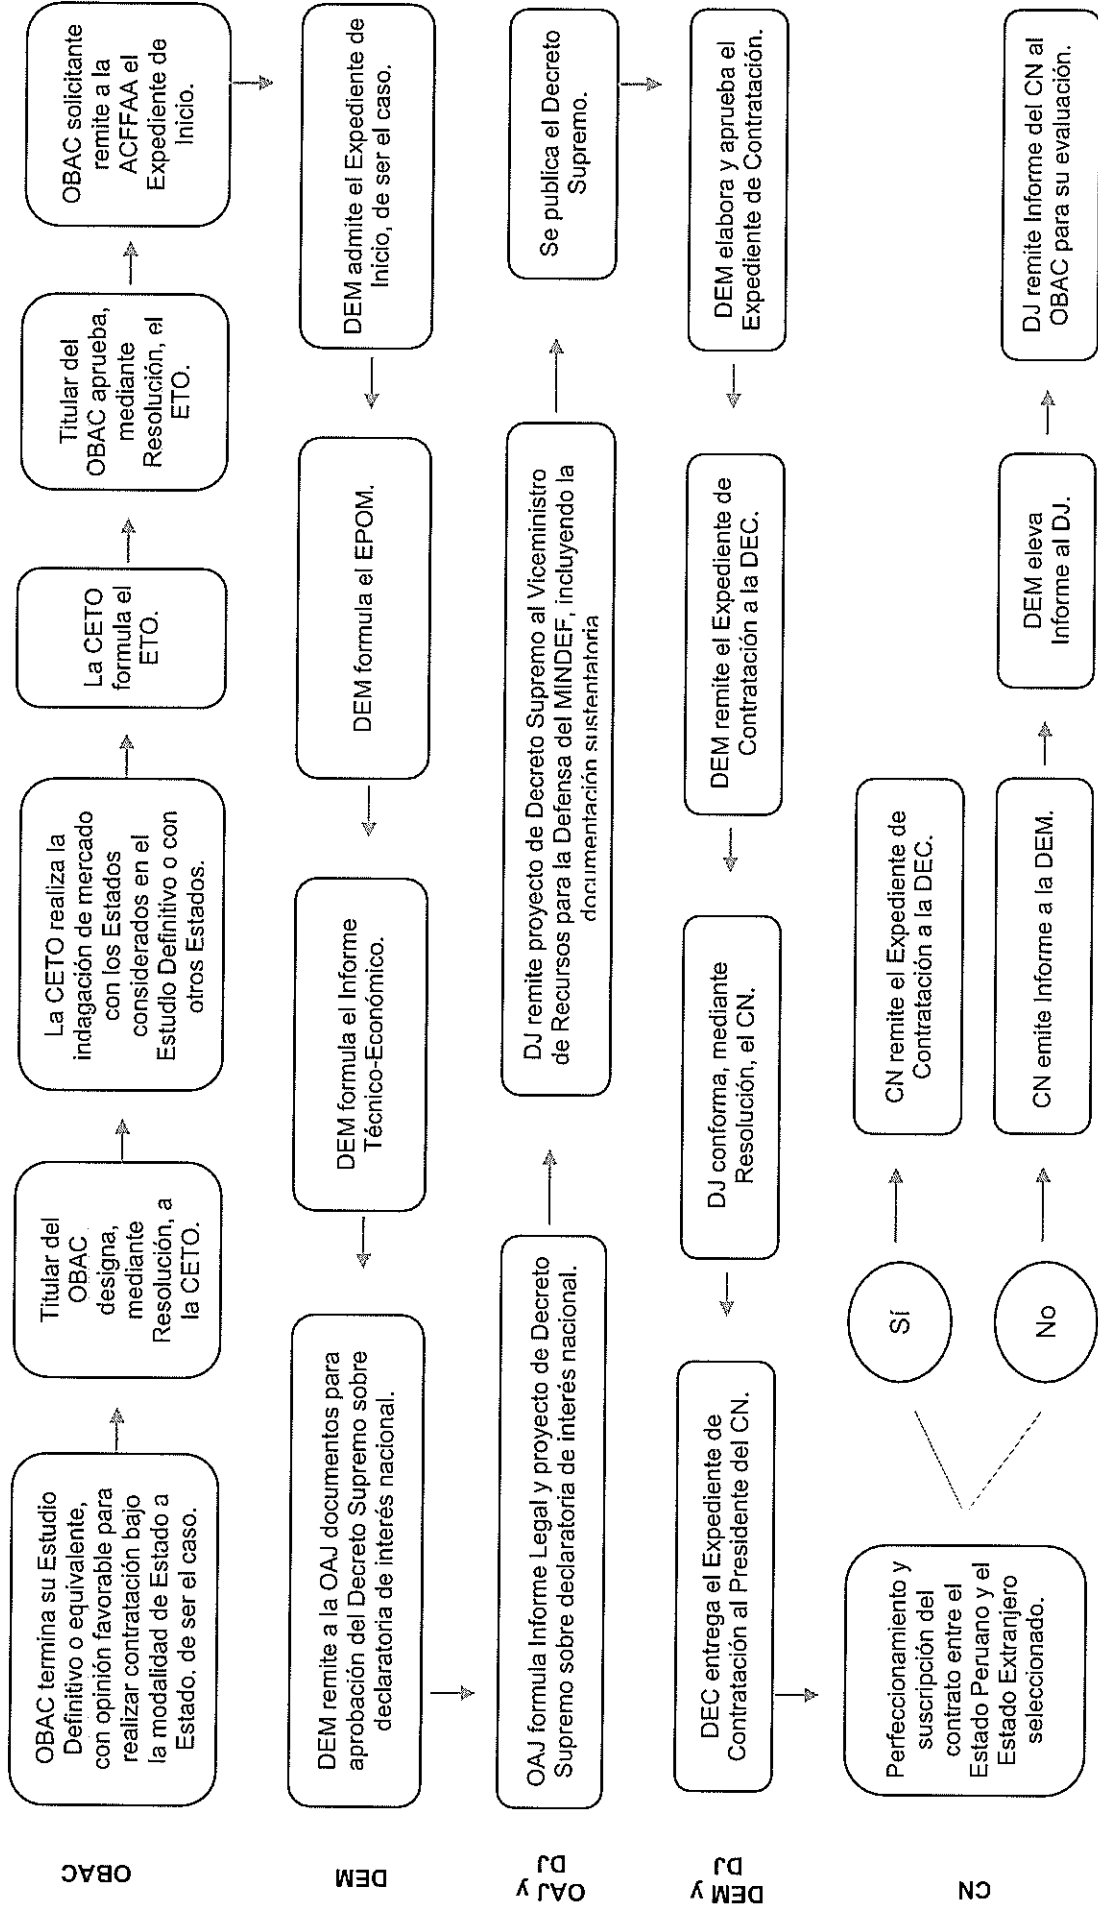 OBAC
OBAC termina su Estudio
Definitivo o equivalente,
con opinión favorable para
realizar contratación bajo
la modalidad de Estado a
Estado, de ser el caso.
Titular del
OBAC
designa,
mediante
Resolución, a
la CETO.
La CETO realiza la
indagación de mercado
con los Estados
considerados en el
Estudio Definitivo o con
otros Estados.
La CETO
formula el
ETO.
Titular del
OBAC aprueba,
mediante
Resolución, el
ETO.
OBAC solicitante
remite a la
ACFFAA el
Expediente de
Inicio.
DEM
DEM remite a la OAJ documentos para
aprobación del Decreto Supremo sobre
declaratoria de interés nacional.
DEM formula el Informe
Técnico-Económico.
DEM formula el EPOM.
DEM admite el Expediente de
Inicio, de ser el caso.
OAJ y
DJ
OAJ formula Informe Legal y proyecto de Decreto
Supremo sobre declaratoria de interés nacional.
DJ remite proyecto de Decreto Supremo al Viceministro
de Recursos para la Defensa del MINDEF, incluyendo la
documentación sustentatoria
Se publica el Decreto
Supremo.
DEM y
DJ
DEC entrega el Expediente de
Contratación al Presidente del CN.
DJ conforma, mediante
Resolución, el CN.
DEM remite el Expediente de
Contratación a la DEC.
DEM elabora y aprueba el
Expediente de Contratación.
CN
Perfeccionamiento y
suscripción del
contrato entre el
Estado Peruano y el
Estado Extranjero
seleccionado.
Sí
CN remite el Expediente de
Contratación a la DEC.
No
CN emite Informe a la DEM.
DEM eleva
Informe al DJ.
DJ remite Informe del CN al
OBAC para su evaluación.